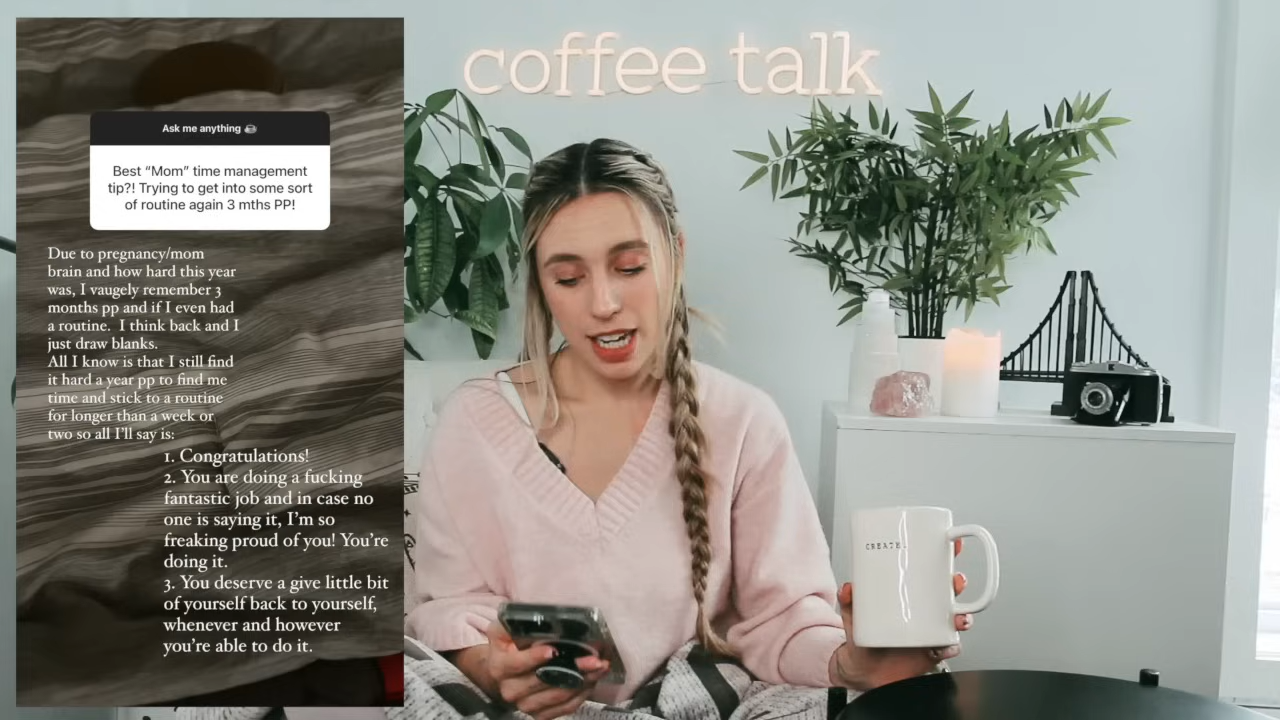 coffee talk
Ask me anything
Best “Mom” time management
tip?! Trying to get into some sort
of routine again 3 mths PP!
Due to pregnancy/mom
brain and how hard this year
was, I vaugely remember 3
months pp and if I even had
a routine. I think back and I
just draw blanks.
All I know is that I still find
it hard a year pp to find me
time and stick to a routine
for longer than a week or
two so all I’ll say is:
1. Congratulations!
2. You are doing a fucking
fantastic job and in case no
one is saying it, I’m so
freaking proud of you! You’re
doing it.
3. You deserve a give little bit
of yourself back to yourself,
whenever and however
you’re able to do it.
CREATE.